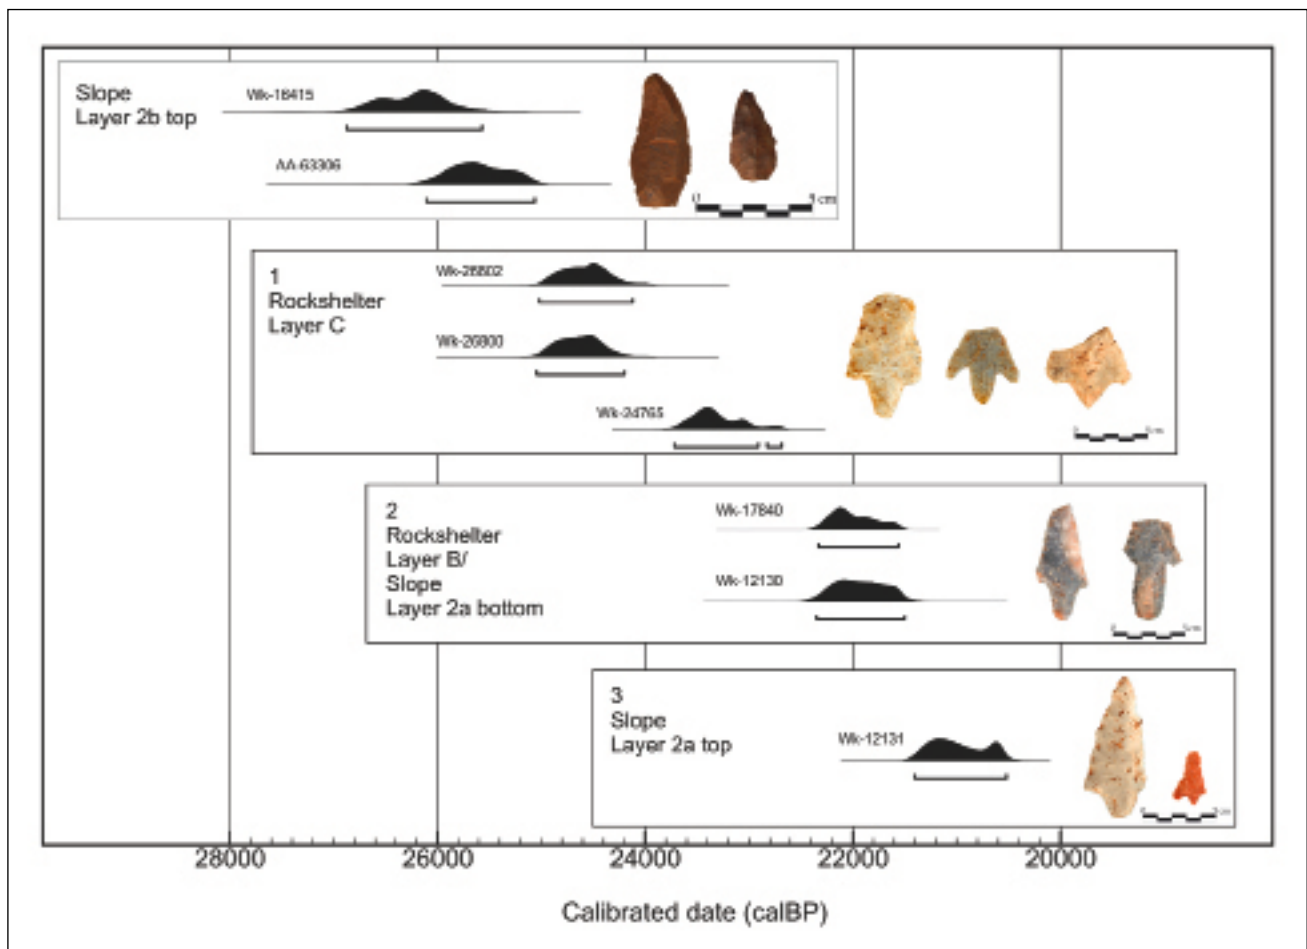 Slope
Layer 2b top
Wk-16415
AA-63306
0
cm
1
Rockshelter
Layer C
Wk-26802
Wk-26800
Wk-24765
2
Rockshelter
Layer B/
Slope
Layer 2a bottom
Wk-17840
Wk-12130
3
Slope
Layer 2a top
Wk-12131
28000
26000
24000
22000
20000
Calibrated date (calBP)